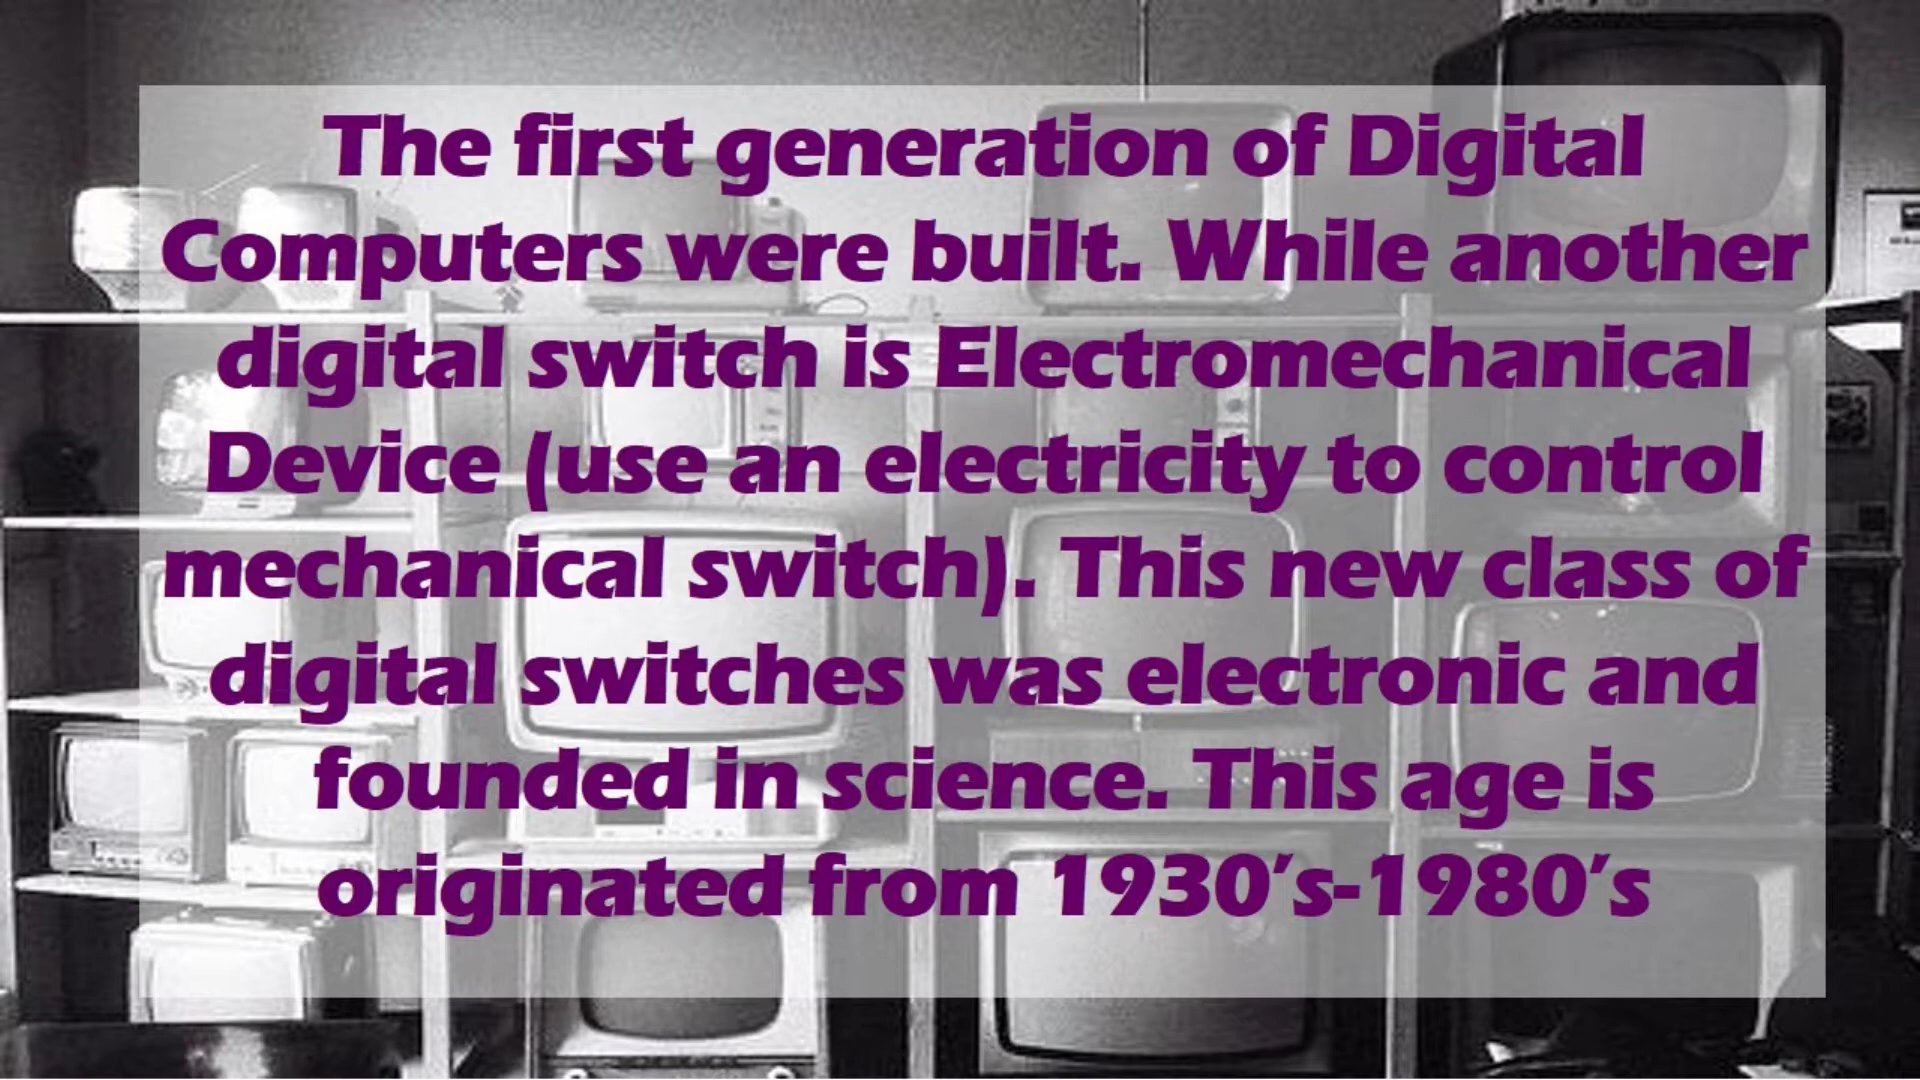 The first generation of Digital
Computers were built. While another
digital switch is Electromechanical
Device (use an electricity to control
mechanical switch). This new class of
digital switches was electronic and
founded in science. This age is
originated from 1930’s-1980’s